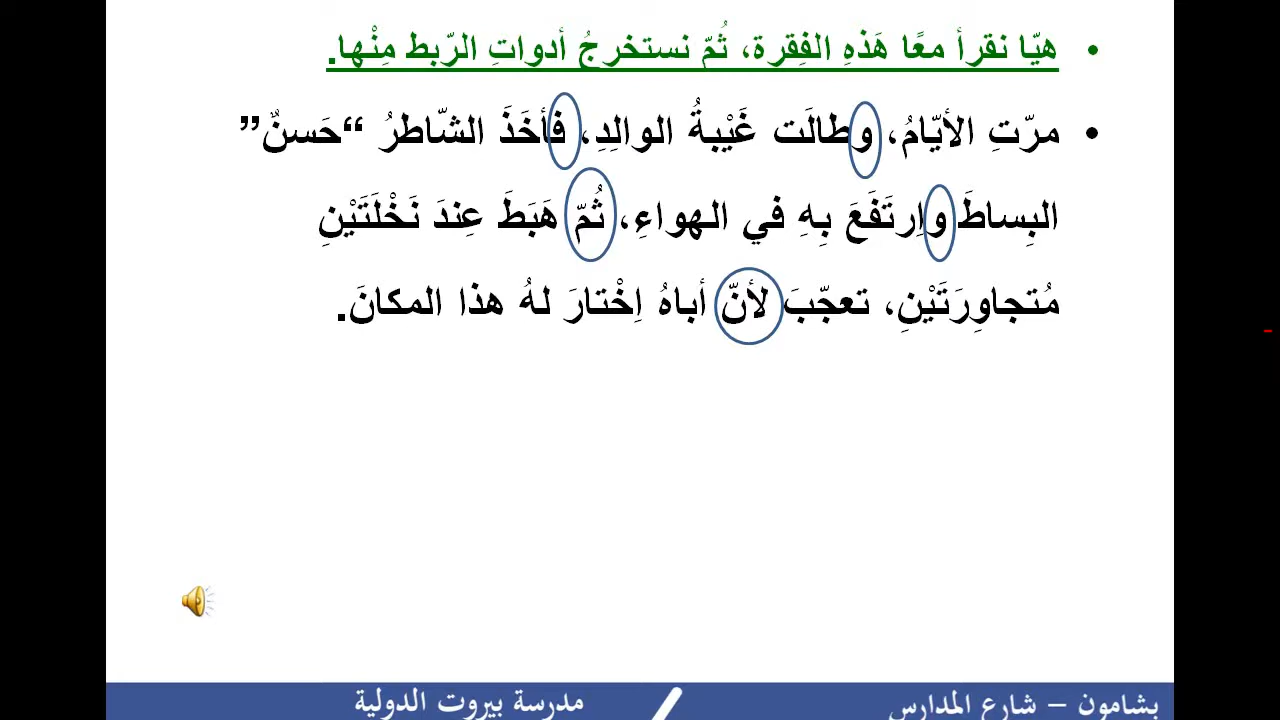 • هيّا نقرأ معًا هَذهِ الفِقرة، ثُمّ نستخرجُ أدواتِ الرّبط مِنْها.
• مرّتِ الأيّامُ، وطالَت غَيْبةُ الوالِدِ، فأخَذَ الشّاطرُ “حَسنٌ”
البِساطَ واِرتَفَعَ بِهِ في الهواءِ، ثُمّ هَبَطَ عِندَ نَخْلَتَيْنِ
مُتجاوِرَتَيْنِ، تعجّبَ لأنّ أباهُ اِخْتارَ لهُ هذا المكانَ.
بشامون – شارع المدارس
مدرسة بيروت الدولية